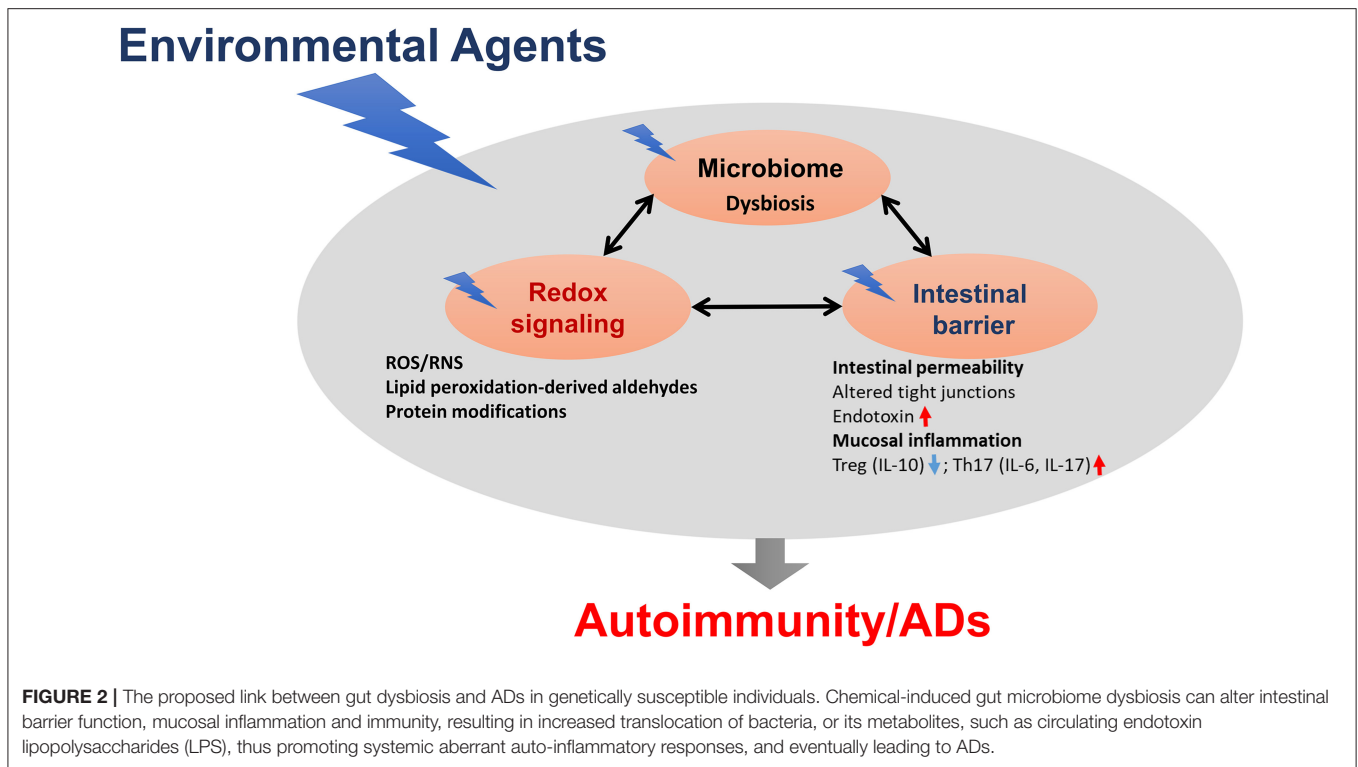 Environmental Agents
Microbiome
Dysbiosis
Redox
signaling
Intestinal
barrier
ROS/RNS
Lipid peroxidation-derived aldehydes
Protein modifications
Intestinal permeability
Altered tight junctions
Endotoxin
Mucosal inflammation
Treg (IL-10) ; Th17 (IL-6, IL-17)
Autoimmunity/ADs
FIGURE 2 | The proposed link between gut dysbiosis and ADs in genetically susceptible individuals. Chemical-induced gut microbiome dysbiosis can alter intestinal
barrier function, mucosal inflammation and immunity, resulting in increased translocation of bacteria, or its metabolites, such as circulating endotoxin
lipopolysaccharides (LPS), thus promoting systemic aberrant auto-inflammatory responses, and eventually leading to ADs.